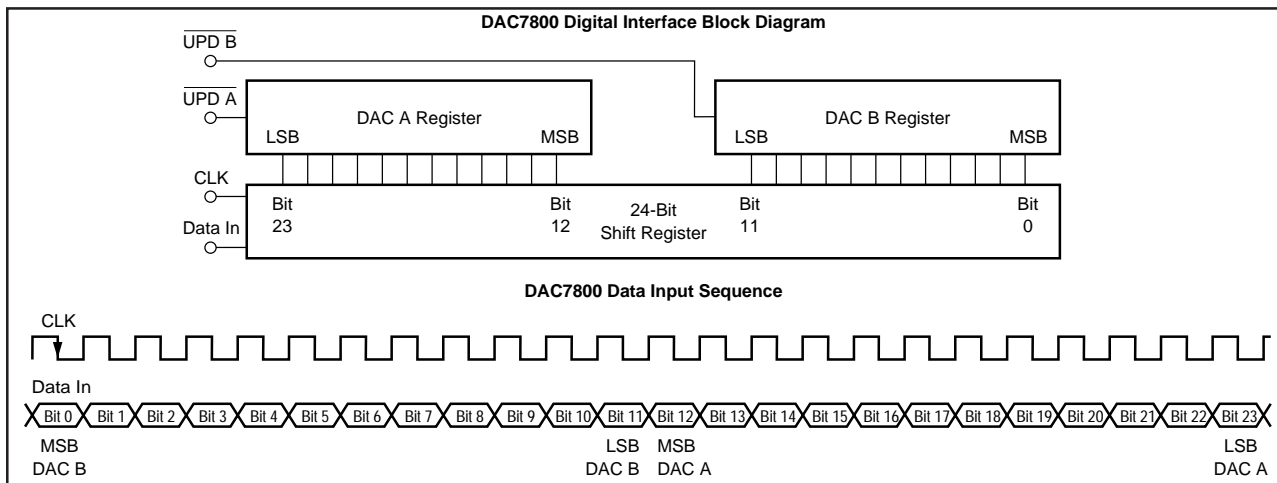 DAC7800 Digital Interface Block Diagram
UPD B
UPD A
DAC A Register
DAC B Register
LSB MSB LSB MSB
CLK
Bit 23
Bit 12
24-Bit Shift Register
Bit 11
Bit 0
Data In
DAC7800 Data Input Sequence
CLK
Data In
Bit 0 Bit 1 Bit 2 Bit 3 Bit 4 Bit 5 Bit 6 Bit 7 Bit 8 Bit 9 Bit 10 Bit 11 Bit 12 Bit 13 Bit 14 Bit 15 Bit 16 Bit 17 Bit 18 Bit 19 Bit 20 Bit 21 Bit 22 Bit 23
MSB LSB MSB LSB
DAC B DAC B DAC A DAC A